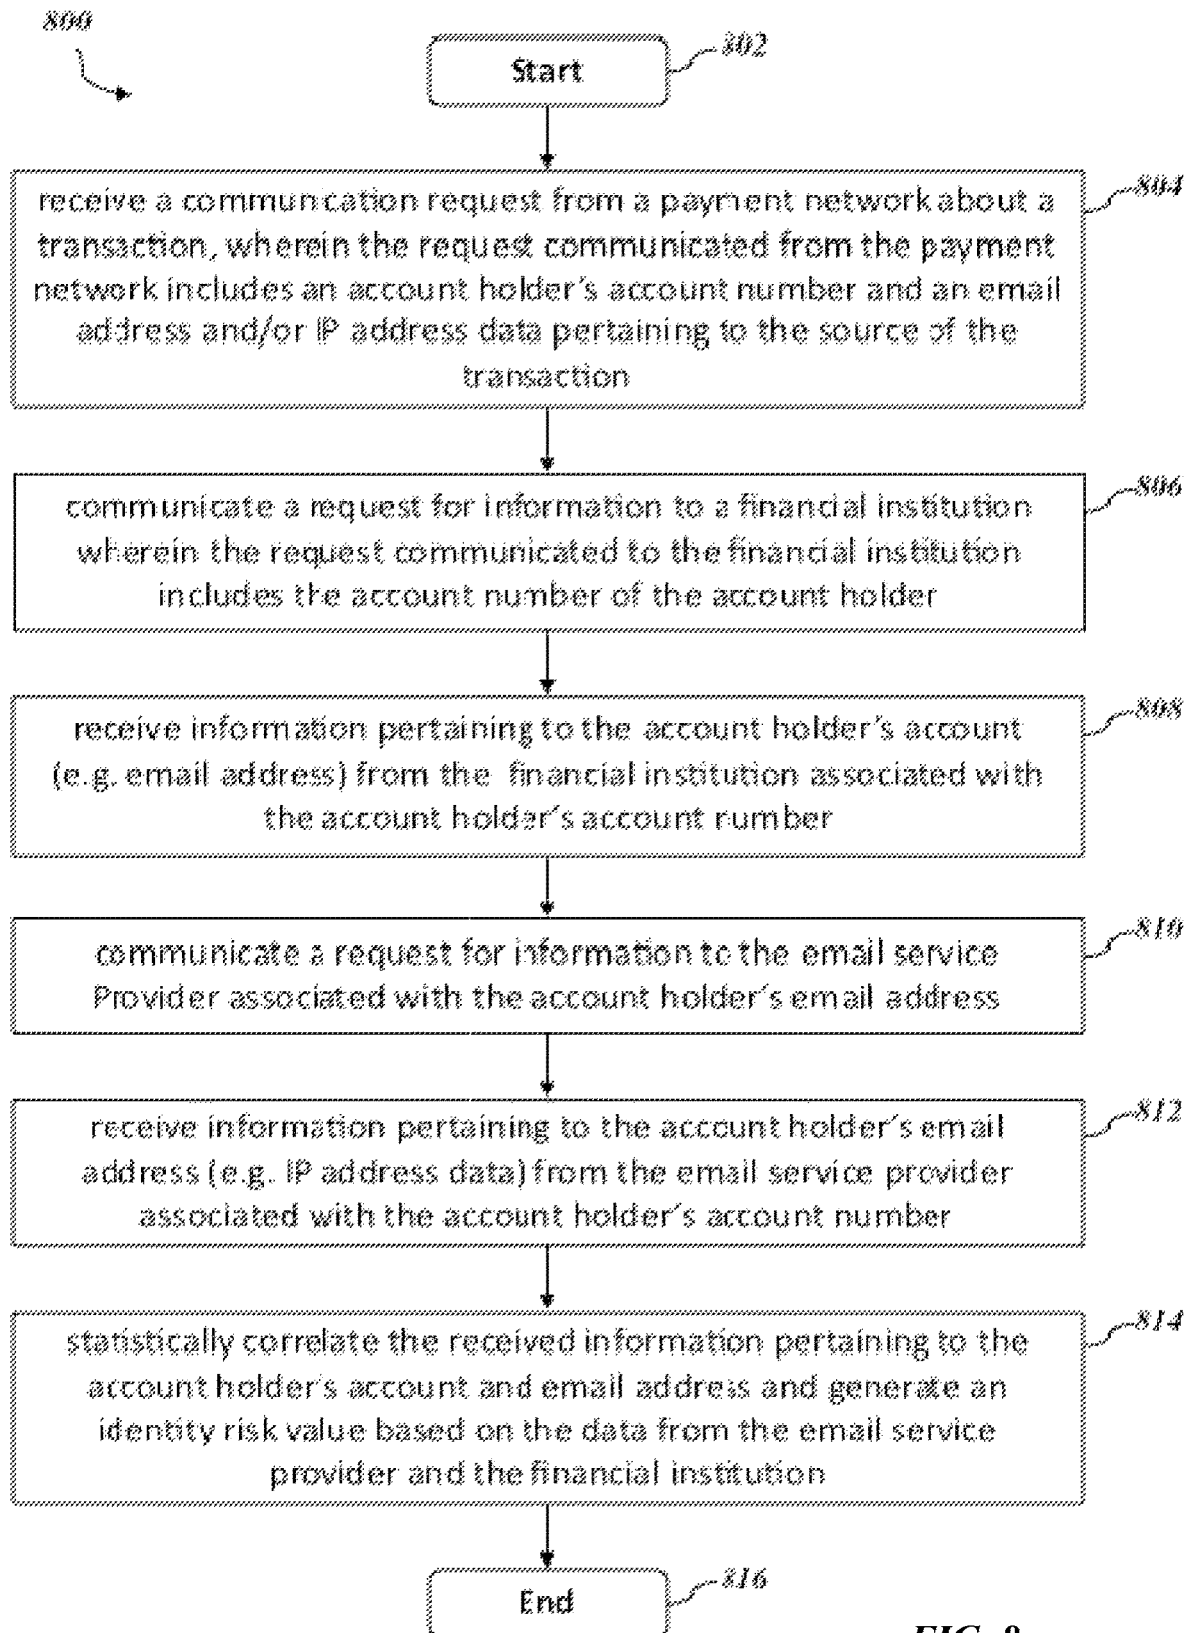 800
Start
802
receive a communication request from a payment network about a
transaction, wherein the request communicated from the payment
network includes an account holder's account number and an email
address and/or IP address data pertaining to the source of the
transaction
804
communicate a request for information to a financial institution
wherein the request communicated to the financial institution
includes the account number of the account holder
806
receive information pertaining to the account holder's account
(e.g. email address) from the financial institution associated with
the account holder's account number
808
communicate a request for information to the email service
Provider associated with the account holder's email address
810
receive information pertaining to the account holder's email
address (e.g. IP address data) from the email service provider
associated with the account holder's account number
812
statistically correlate the received information pertaining to the
account holder's account and email address and generate an
identity risk value based on the data from the email service
provider and the financial institution
814
End
816
FIG. 8